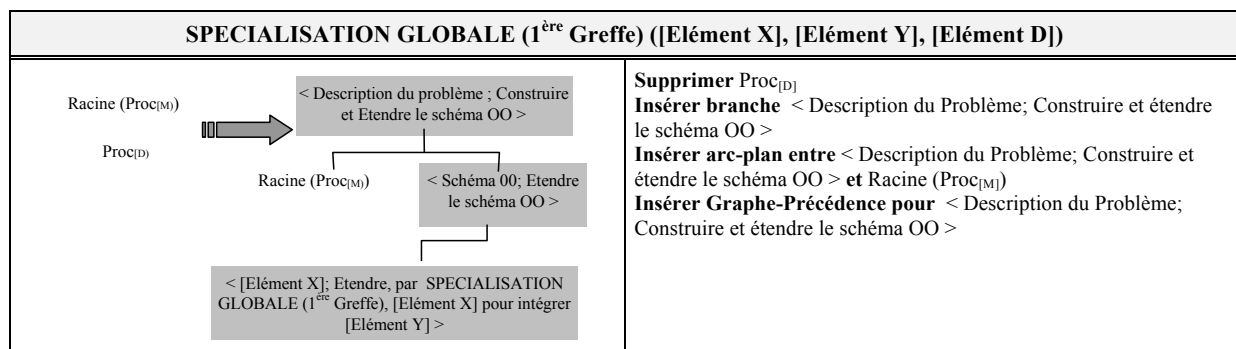 SPECIALISATION GLOBALE (1ère Greffe) ([Elément X], [Elément Y], [Elément D])
Racine (Proc[M])
Proc[D]
< Description du problème ; Construire
et Etendre le schéma OO >
Racine (Proc[M])
< Schéma 00; Etendre
le schéma OO >
< [Elément X]; Etendre, par SPECIALISATION
GLOBALE (1ère Greffe), [Elément X] pour intégrer
[Elément Y] >
Supprimer Proc[D]
Insérer branche < Description du Problème; Construire et étendre
le schéma OO >
Insérer arc-plan entre < Description du Problème; Construire et
étendre le schéma OO > et Racine (Proc[M])
Insérer Graphe-Précédence pour < Description du Problème;
Construire et étendre le schéma OO >